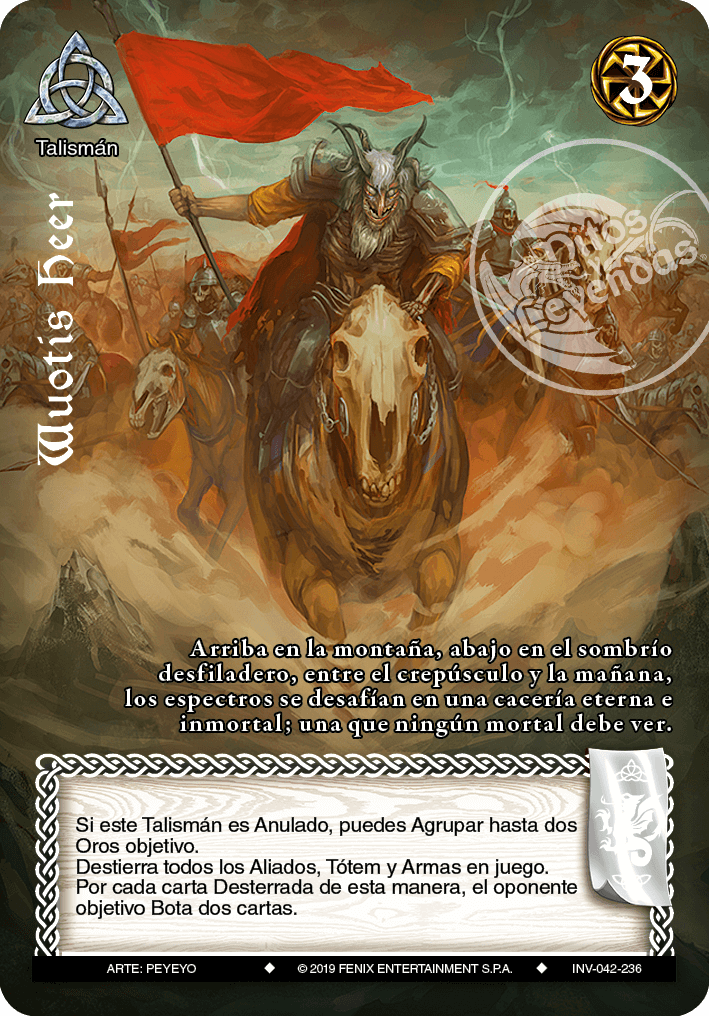 3
Talismán
Wuotis Heer
Mitos y
Leyendas
Arriba en la montaña, abajo en el sombrío
desfiladero, entre el crepúsculo y la mañana,
los espectros se desafían en una cacería eterna e
inmortal; una que ningún mortal debe ver.
Si este Talismán es Anulado, puedes Agrupar hasta dos
Oros objetivo.
Destierra todos los Aliados, Tótem y Armas en juego.
Por cada carta Desterrada de esta manera, el oponente
objetivo Bota dos cartas.
ARTE: PEYEYO ◆ © 2019 FENIX ENTERTAINMENT S.P.A. ◆ INV-042-236